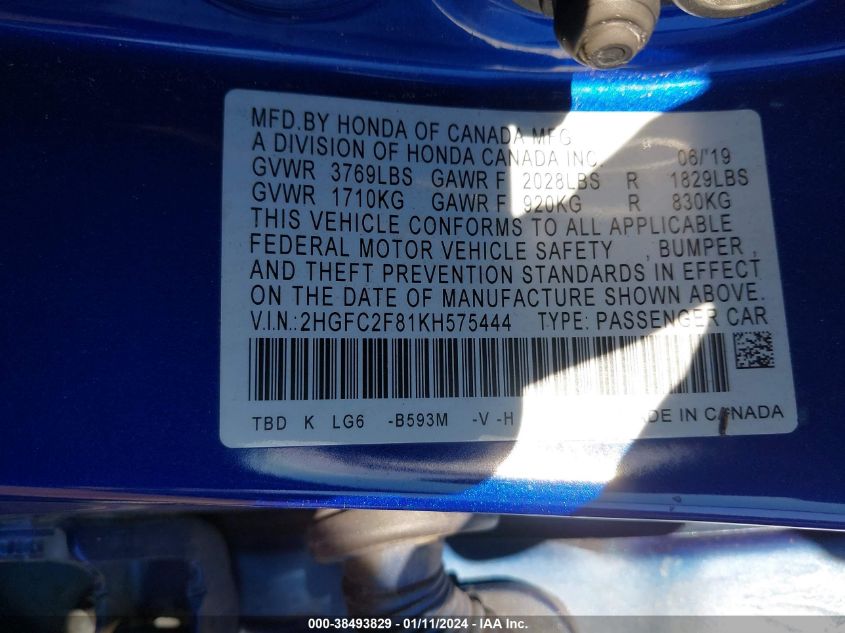 MFD.BY HONDA OF CANADA MFG
A DIVISION OF HONDA CANADA INC. 06/'19
GVWR 3769LBS GAWR F 2028LBS R 1829LBS
GVWR 1710KG GAWR F 920KG R 830KG
THIS VEHICLE CONFORMS TO ALL APPLICABLE
FEDERAL MOTOR VEHICLE SAFETY , BUMPER ,
AND THEFT PREVENTION STANDARDS IN EFFECT
ON THE DATE OF MANUFACTURE SHOWN ABOVE.
V.I.N.:2HGFC2F81KH575444 TYPE: PASSENGER CAR
TBD K LG6 -B593M -V -H MADE IN CANADA
000-38493829 - 01/11/2024 - IAA Inc.